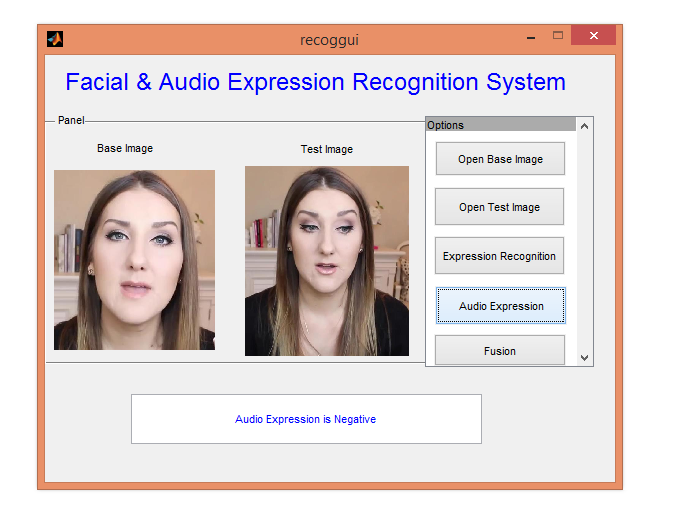 recoggui
Facial & Audio Expression Recognition System
Panel
Base Image
Test Image
Options
Open Base Image
Open Test Image
Expression Recognition
Audio Expression
Fusion
Audio Expression is Negative